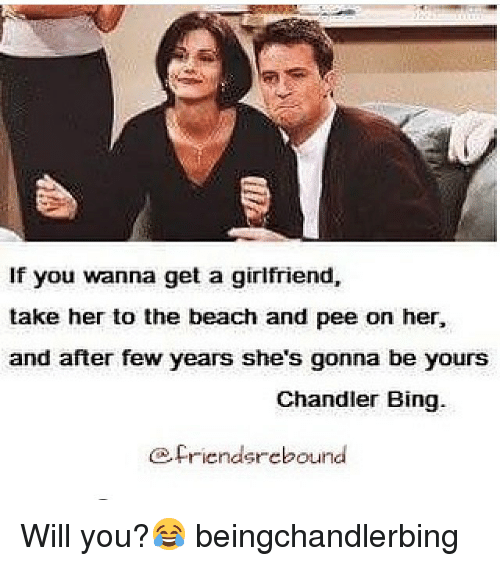 If you wanna get a girlfriend,
take her to the beach and pee on her,
and after few years she's gonna be yours
Chandler Bing.
@friendsrebound
Will you?😂 beingchandlerbing